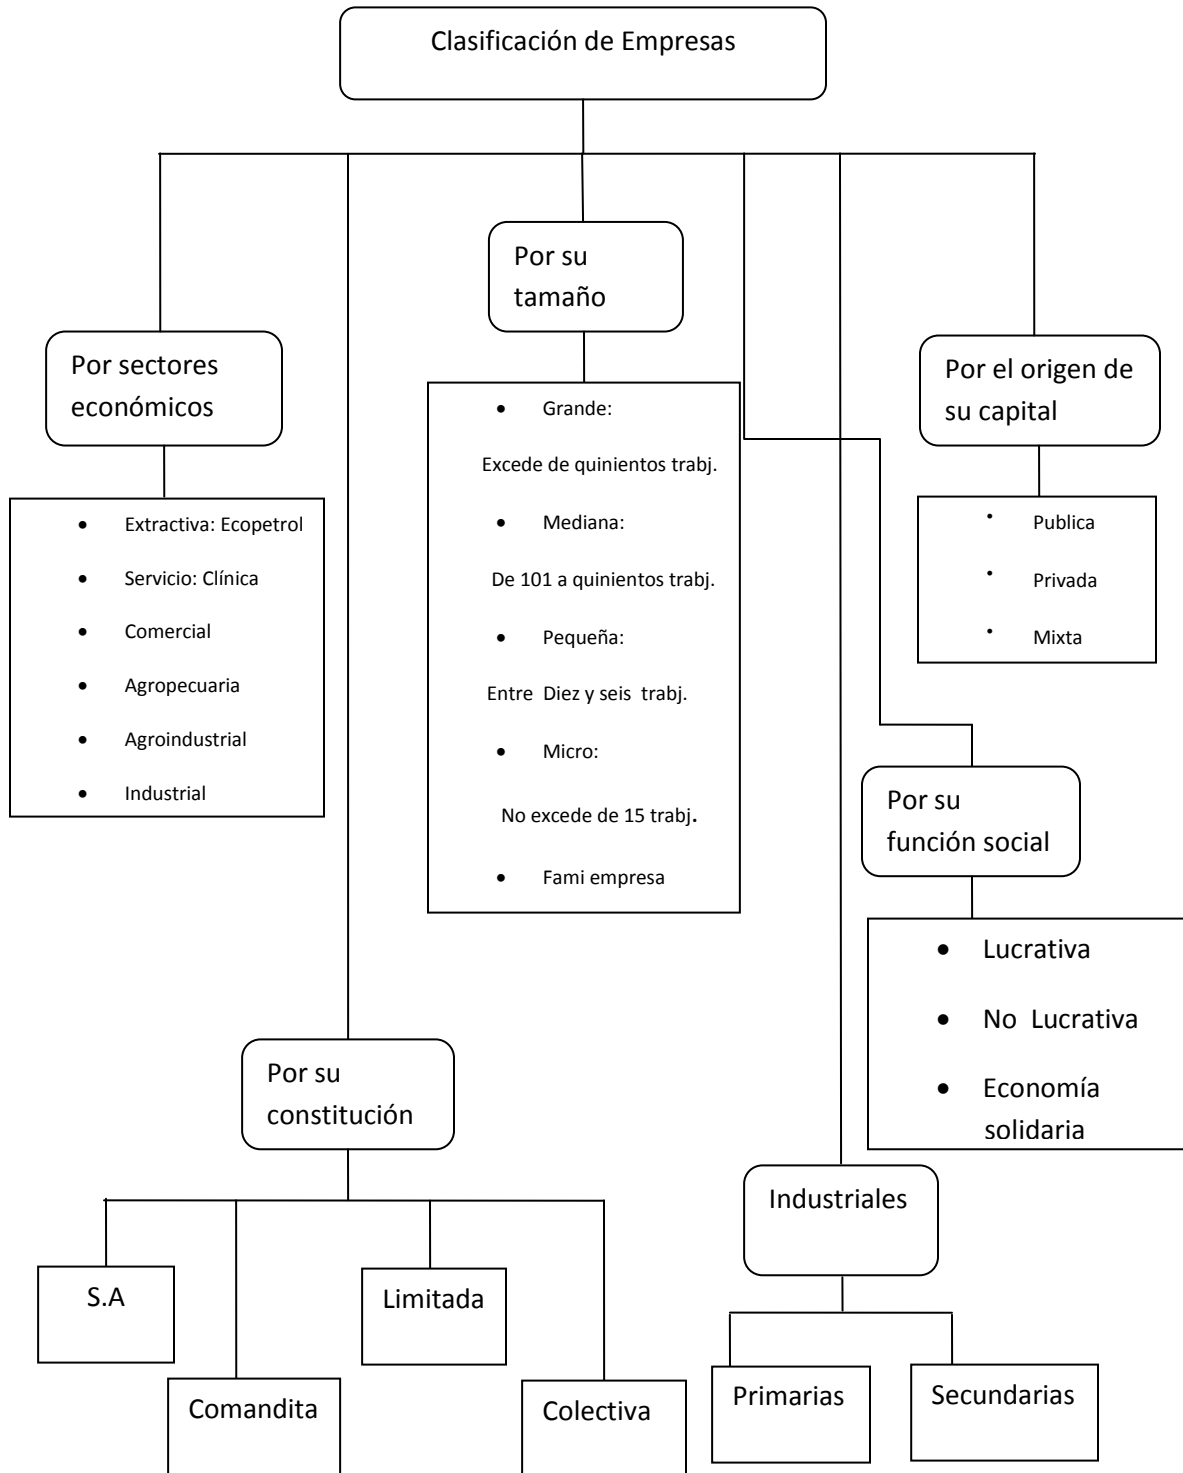 Clasificación de Empresas
Por su
tamaño
Por sectores
económicos
Por el origen de
su capital
• Grande:
Excede de quinientos trabj.
• Mediana:
De 101 a quinientos trabj.
• Pequeña:
Entre Diez y seis trabj.
• Micro:
No excede de 15 trabj.
• Fami empresa
• Extractiva: Ecopetrol
• Servicio: Clínica
• Comercial
• Agropecuaria
• Agroindustrial
• Industrial
• Publica
• Privada
• Mixta
Por su
función social
• Lucrativa
• No Lucrativa
• Economía
solidaria
Por su
constitución
Industriales
S.A
Limitada
Comandita
Colectiva
Primarias
Secundarias